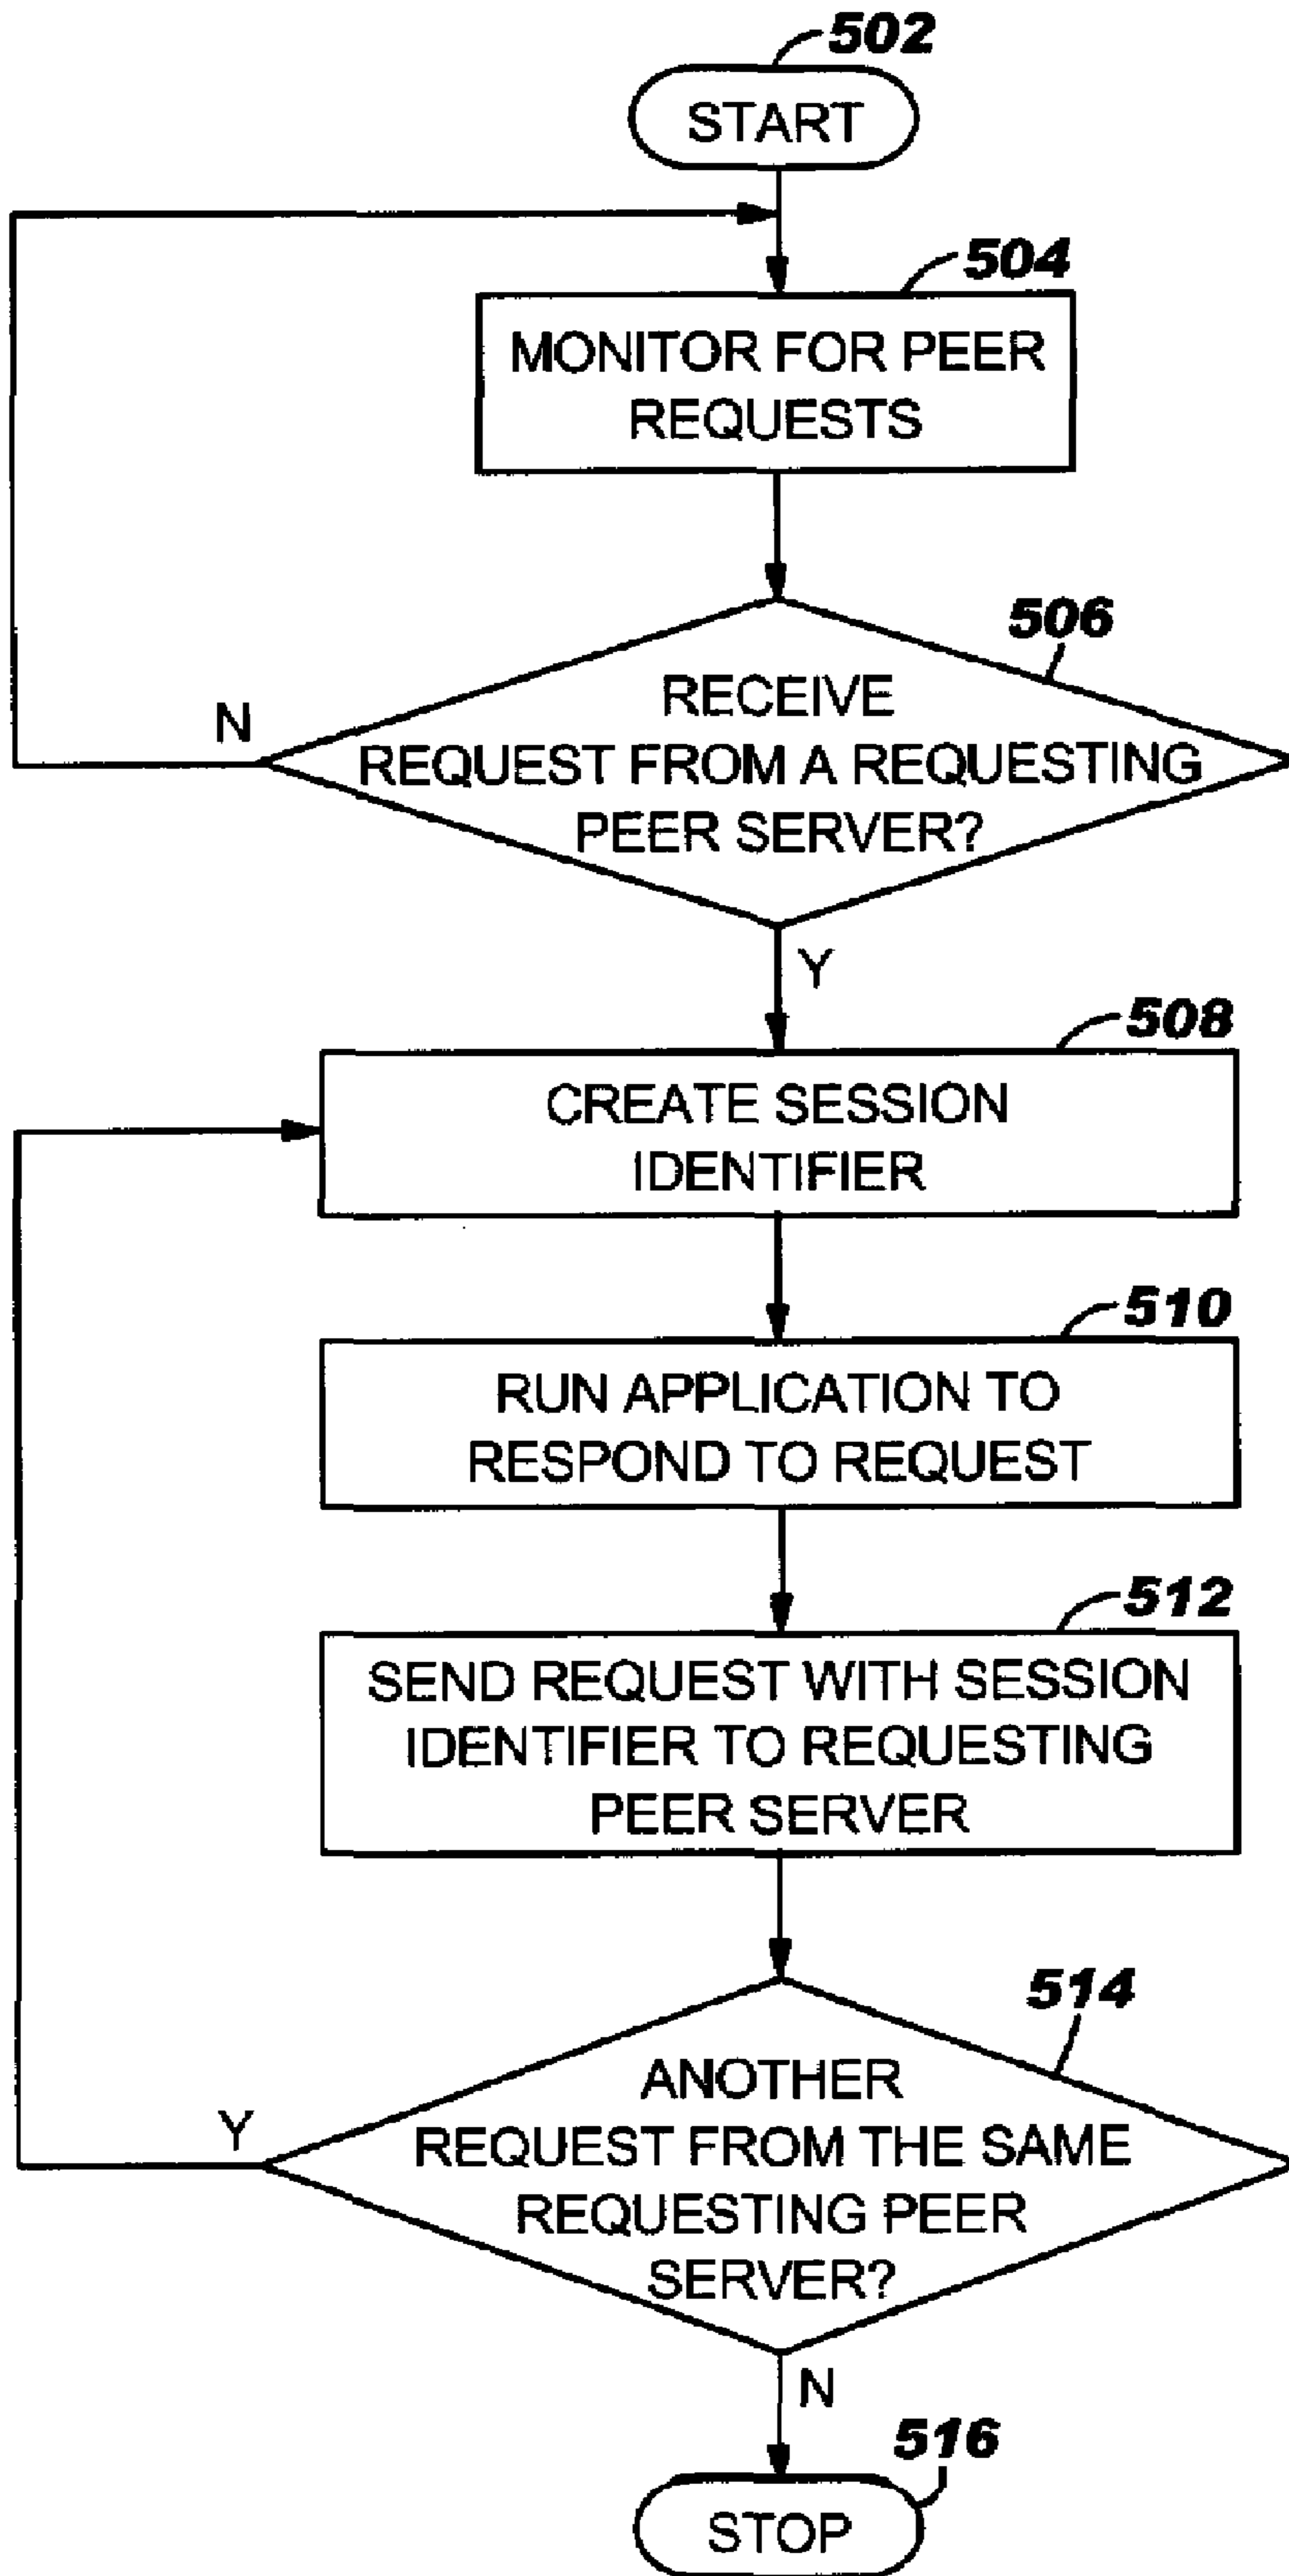 502
START
504
MONITOR FOR PEER
REQUESTS
506
RECEIVE
REQUEST FROM A REQUESTING
PEER SERVER?
N
Y
508
CREATE SESSION
IDENTIFIER
510
RUN APPLICATION TO
RESPOND TO REQUEST
512
SEND REQUEST WITH SESSION
IDENTIFIER TO REQUESTING
PEER SERVER
514
ANOTHER
REQUEST FROM THE SAME
REQUESTING PEER
SERVER?
Y
N
516
STOP